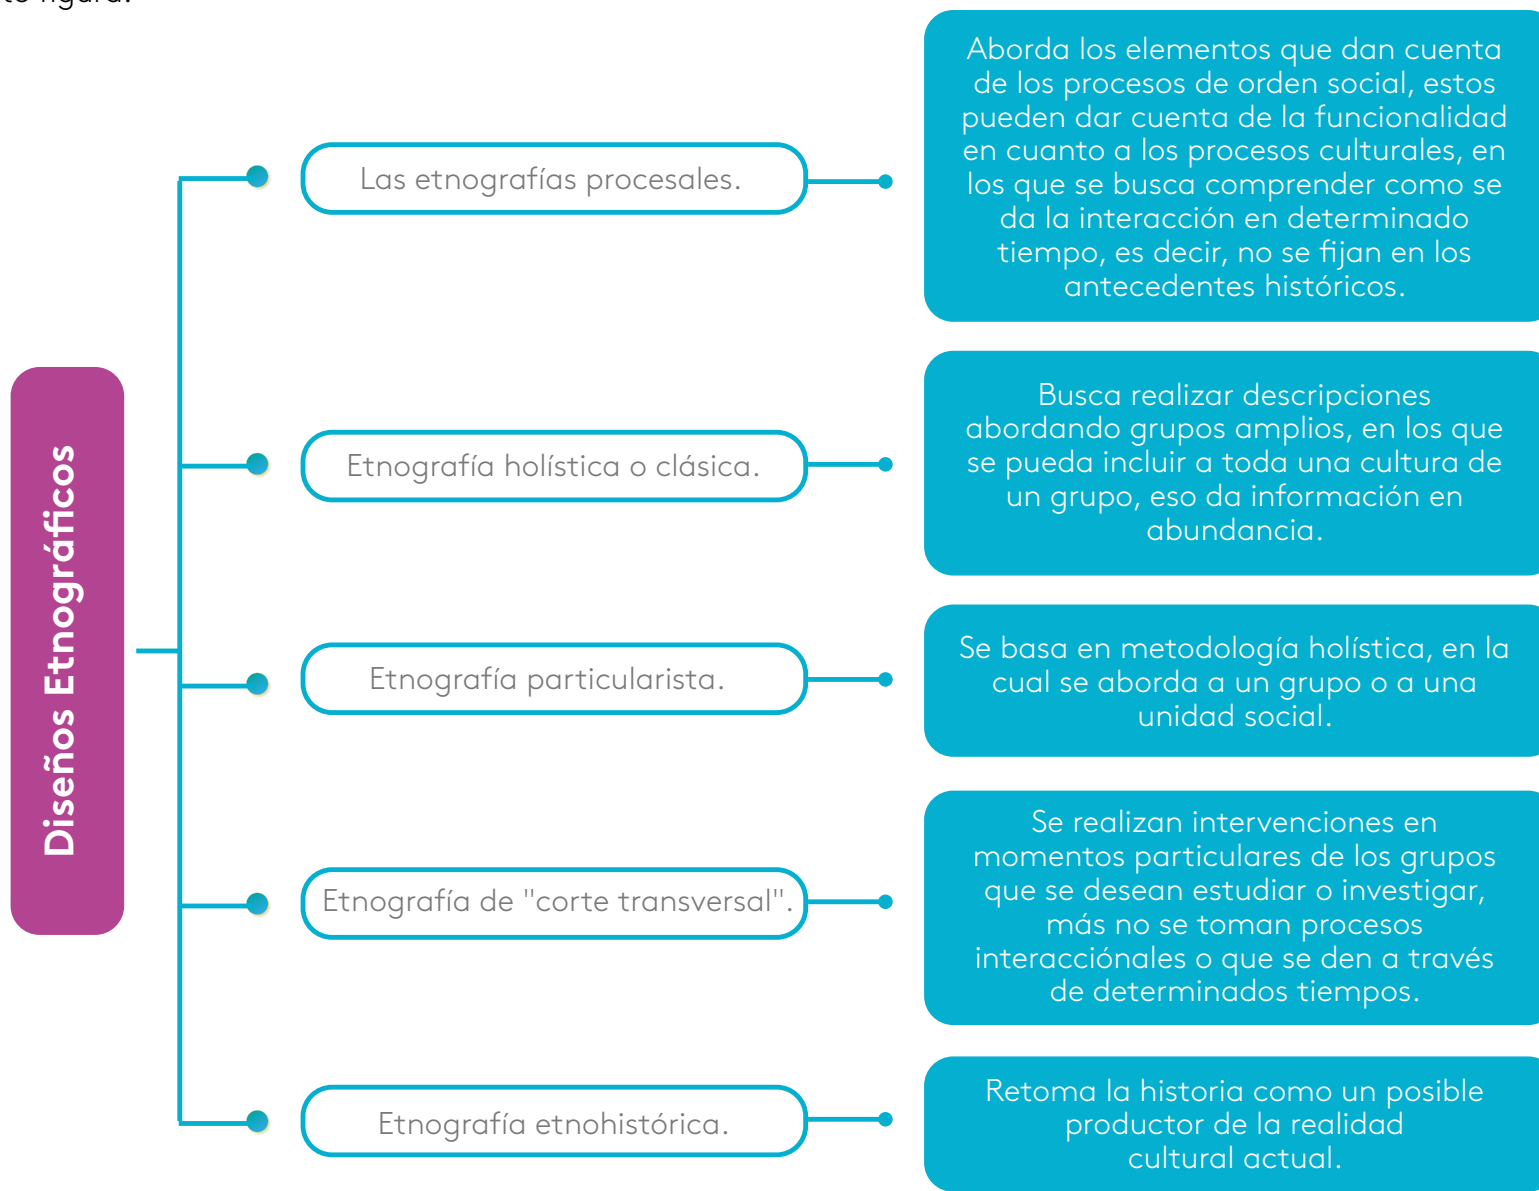 Aborda los elementos que dan cuenta
de los procesos de orden social, estos
pueden dar cuenta de la funcionalidad
en cuanto a los procesos culturales, en
los que se busca comprender como se
da la interacción en determinado
tiempo, es decir, no se fijan en los
antecedentes históricos.
Las etnografías procesales.
Busca realizar descripciones
abordando grupos amplios, en los que
se pueda incluir a toda una cultura de
un grupo, eso da información en
abundancia.
Etnografía holística o clásica.
Diseños Etnográficos
Se basa en metodología holística, en la
cual se aborda a un grupo o a una
unidad social.
Etnografía particularista.
Se realizan intervenciones en
momentos particulares de los grupos
que se desean estudiar o investigar,
más no se toman procesos
interacciónales o que se den a través
de determinados tiempos.
Etnografía de "corte transversal".
Retoma la historia como un posible
productor de la realidad
cultural actual.
Etnografía etnohistórica.